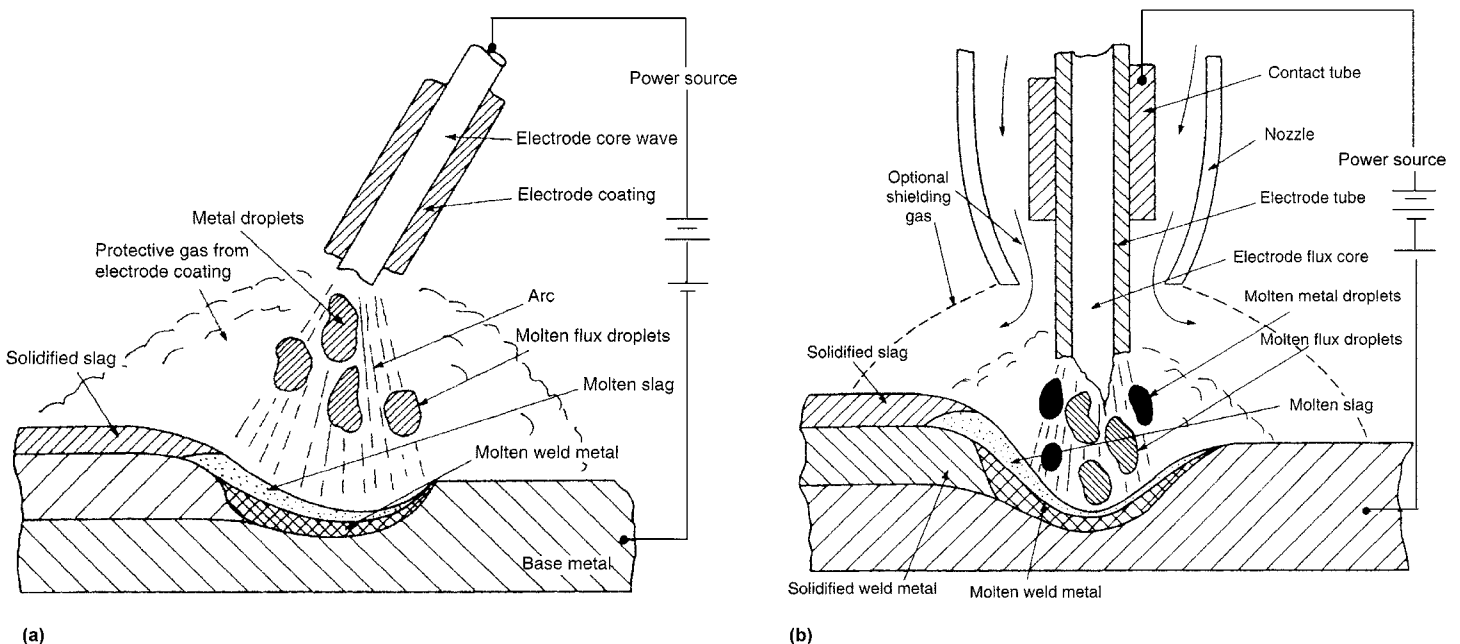 Power source
Electrode core wave
Electrode coating
Metal droplets
Protective gas from
electrode coating
Arc
Molten flux droplets
Solidified slag
Molten slag
Molten weld metal
Base metal
(a)
Contact tube
Nozzle
Power source
Optional
shielding
gas
Electrode tube
Electrode flux core
Molten metal droplets
Molten flux droplets
Solidified slag
Molten slag
Solidified weld metal
Molten weld metal
(b)